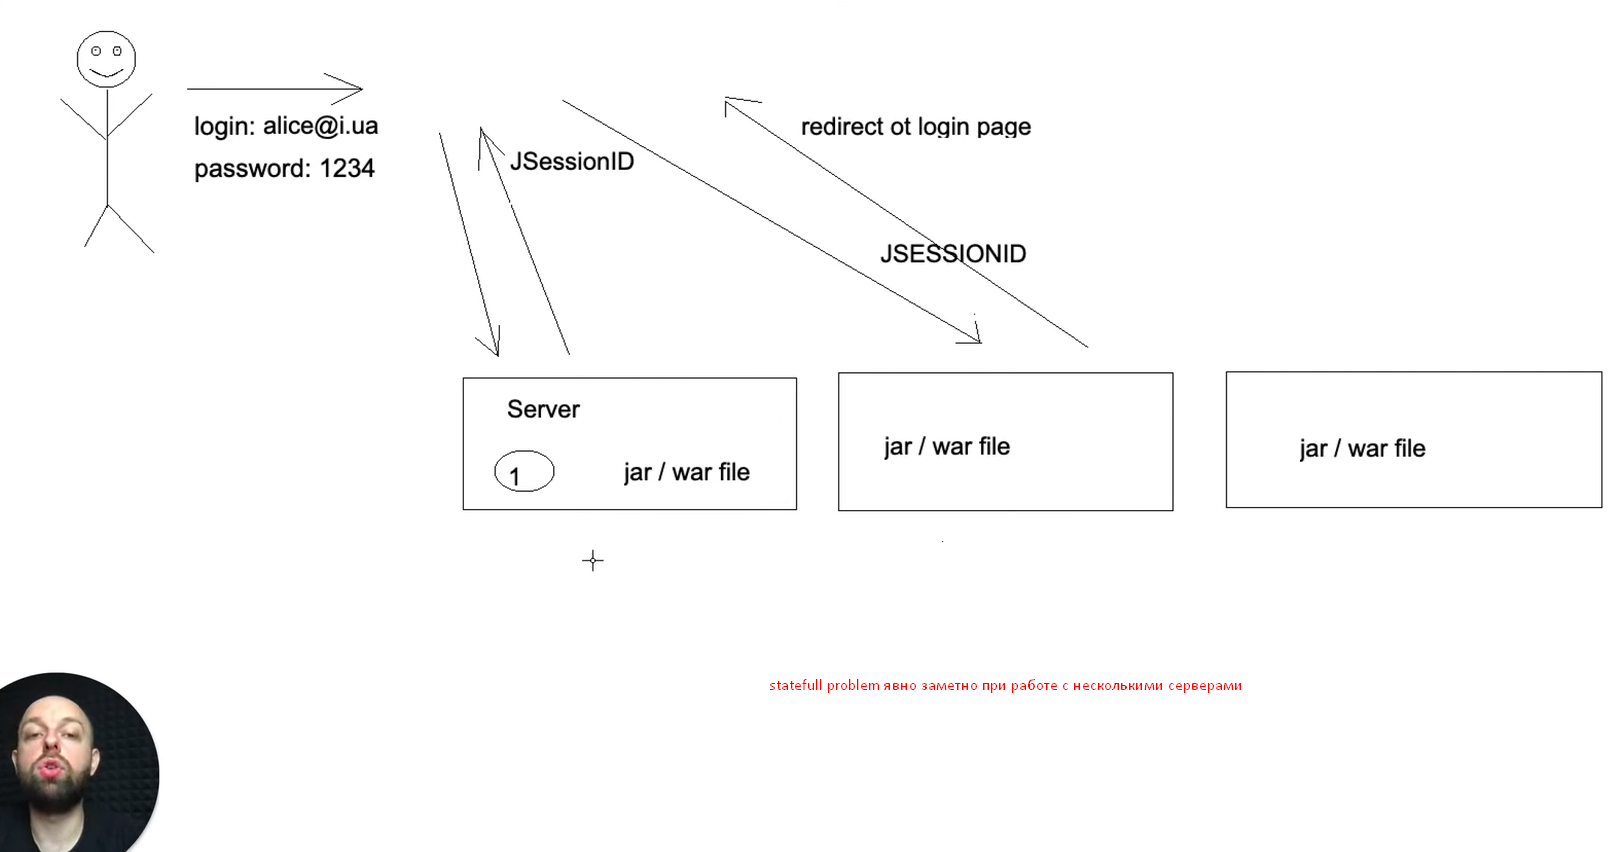 login: alice@i.ua
password: 1234
JSessionID
redirect ot login page
JSESSIONID
Server
1
jar / war file
jar / war file
jar / war file
statefull problem явно заметно при работе с несколькими серверами